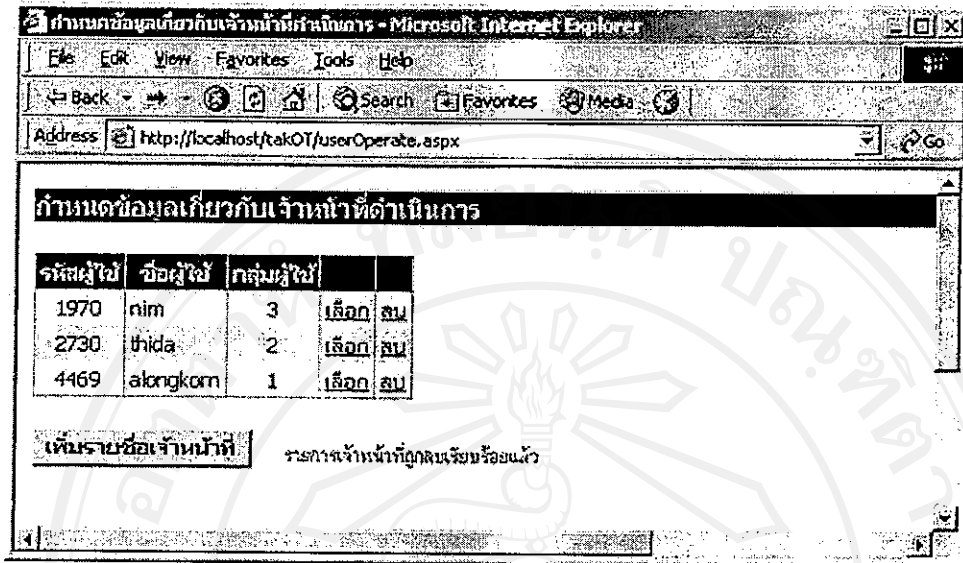 กำหนดข้อมูลเกี่ยวกับเจ้าหน้าที่ดำเนินการ - Microsoft Internet Explorer
File Edit View Favorites Tools Help
Back Search Favorites Media
Address http://localhost/takOT/userOperate.aspx Go
กำหนดข้อมูลเกี่ยวกับเจ้าหน้าที่ดำเนินการ
รหัสผู้ใช้ ชื่อผู้ใช้ กลุ่มผู้ใช้
1970 nim 3 เลือก ลบ
2730 thida 2 เลือก ลบ
4469 alongkorn 1 เลือก ลบ
เพิ่มรายชื่อเจ้าหน้าที่ รายการเจ้าหน้าที่ถูกลบเรียบร้อยแล้ว